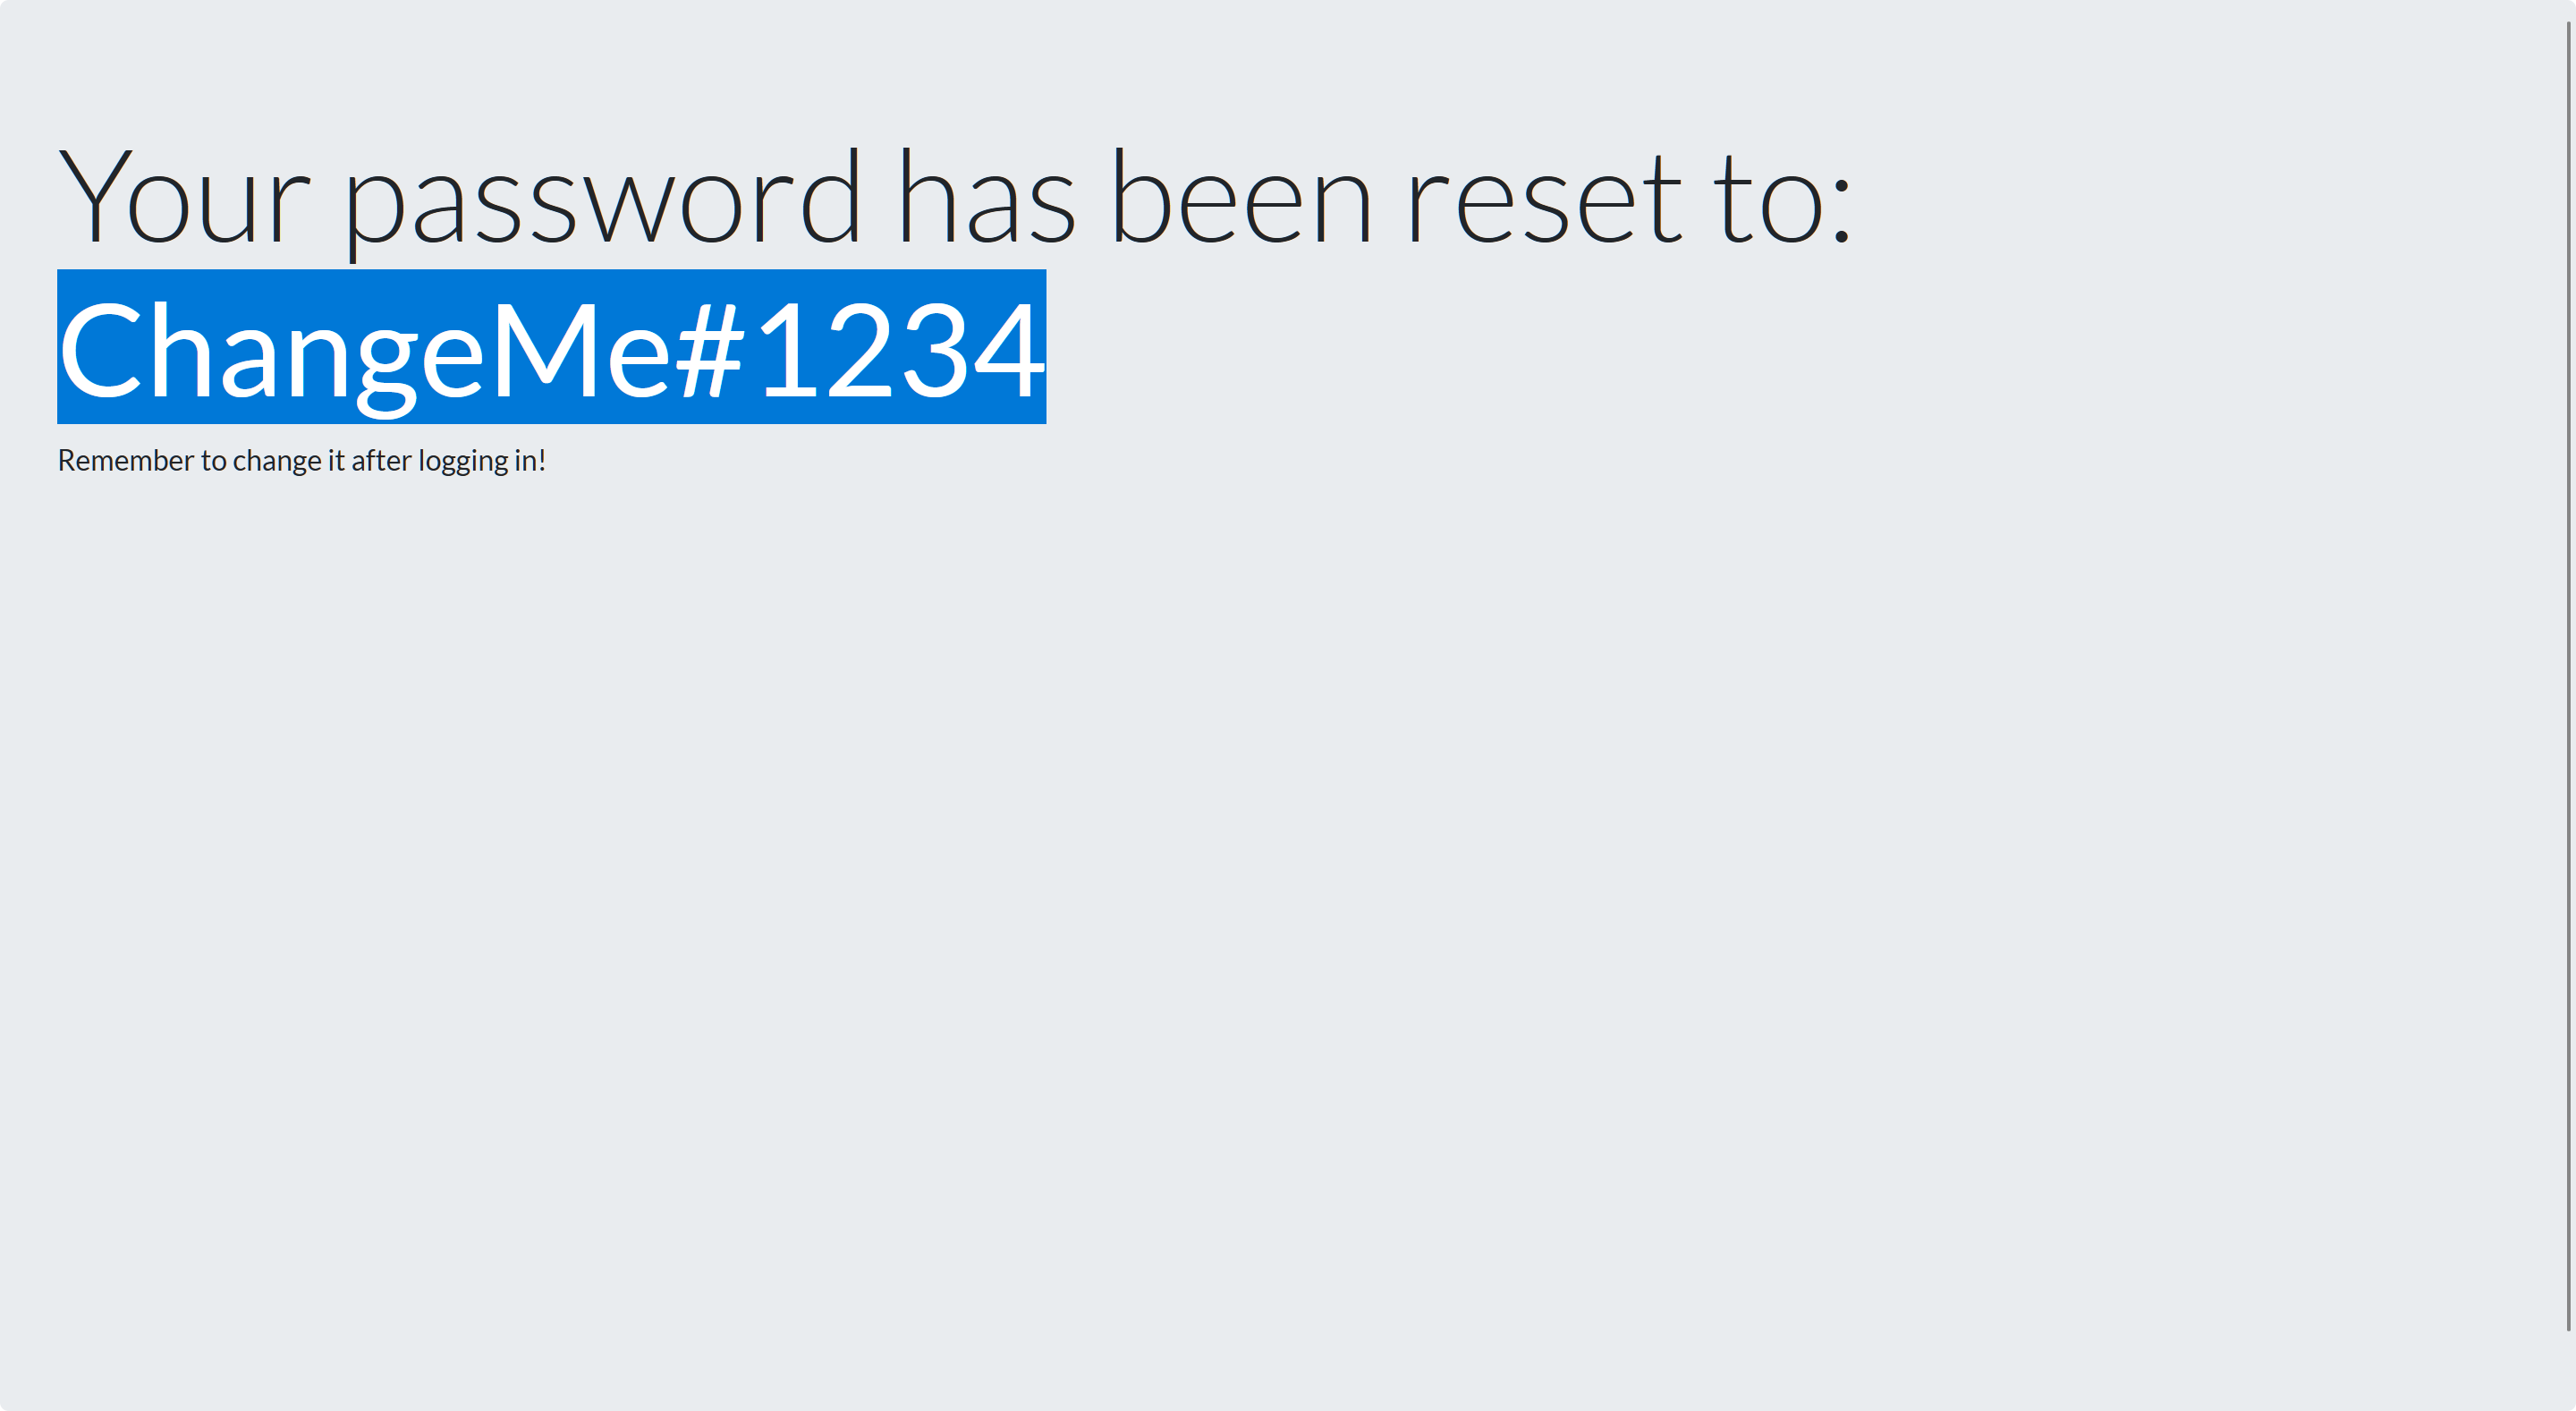 Your password has been reset to:
ChangeMe#1234
Remember to change it after logging in!